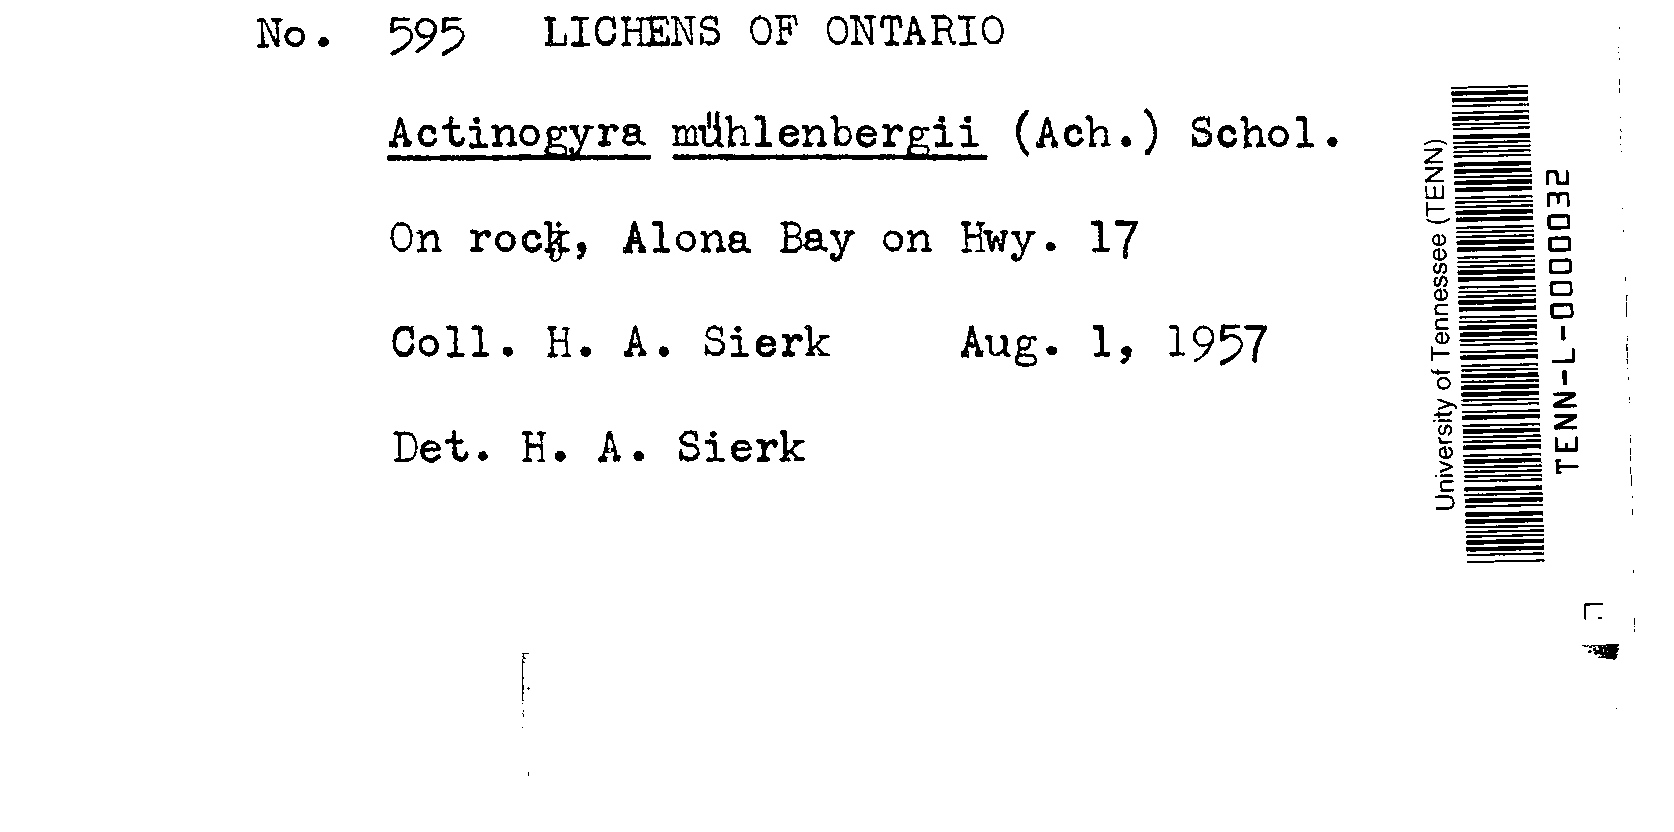 No. 595 LICHENS OF ONTARIO
Actinogyra mühlenbergii (Ach.) Schol.
On rock, Alona Bay on Hwy. 17
Coll. H. A. Sierk Aug. 1, 1957
Det. H. A. Sierk
University of Tennessee (TENN)
TENN-L-0000032